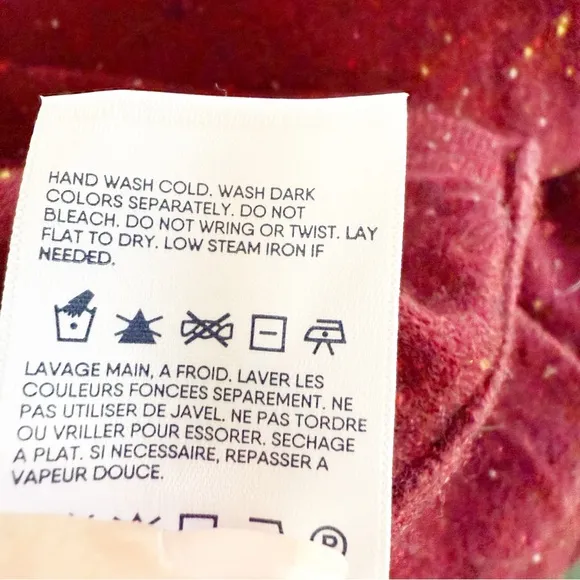 HAND WASH COLD. WASH DARK
COLORS SEPARATELY. DO NOT
BLEACH. DO NOT WRING OR TWIST. LAY
FLAT TO DRY. LOW STEAM IRON IF
NEEDED.
LAVAGE MAIN, A FROID. LAVER LES
COULEURS FONCEES SEPAREMENT. NE
PAS UTILISER DE JAVEL. NE PAS TORDRE
OU VRILLER POUR ESSORER. SECHAGE
A PLAT. SI NECESSAIRE, REPASSER A
VAPEUR DOUCE.